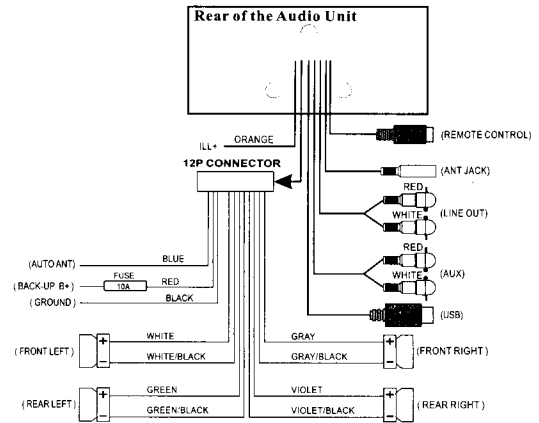 Rear of the Audio Unit
ILL+ ORANGE
(REMOTE CONTROL)
12P CONNECTOR
(ANT JACK)
RED
WHITE
(LINE OUT)
RED
WHITE
(AUX)
(USB)
(AUTO ANT) BLUE
(BACK-UP B+) FUSE 10A RED
(GROUND) BLACK
(FRONT LEFT) + - WHITE
WHITE/BLACK
GRAY
GRAY/BLACK
+ - (FRONT RIGHT)
(REAR LEFT) + - GREEN
GREEN/BLACK
VIOLET
VIOLET/BLACK
+ - (REAR RIGHT)